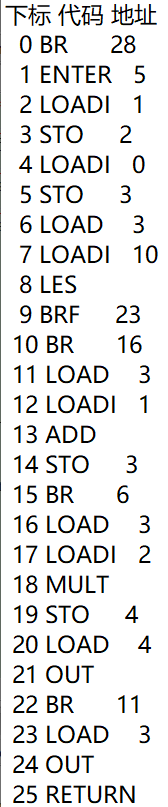 下标 代码 地址
0 BR 28
1 ENTER 5
2 LOADI 1
3 STO 2
4 LOADI 0
5 STO 3
6 LOAD 3
7 LOADI 10
8 LES
9 BRF 23
10 BR 16
11 LOAD 3
12 LOADI 1
13 ADD
14 STO 3
15 BR 6
16 LOAD 3
17 LOADI 2
18 MULT
19 STO 4
20 LOAD 4
21 OUT
22 BR 11
23 LOAD 3
24 OUT
25 RETURN